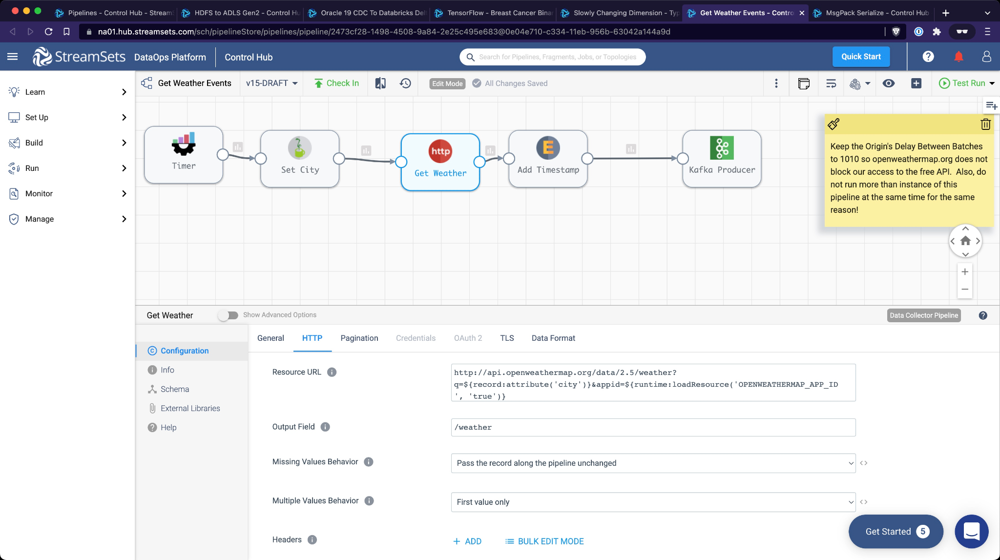 Pipelines - Control Hub - StreamS
HDFS to ADLS Gen2 - Control Hu
Oracle 19 CDC To Databricks Del
TensorFlow - Breast Cancer Binar
Slowly Changing Dimension - Typ
Get Weather Events - Contro
MsgPack Serialize - Control Hub
na01.hub.streamsets.com/sch/pipelineStore/pipelines/pipeline/2473cf28-1498-4508-9a84-2e25c495e683@0e04e710-c334-11eb-956b-63042a144a9d
StreamSets DataOps Platform Control Hub
Search for Pipelines, Fragments, Jobs, or Topologies
Quick Start
Learn
Set Up
Build
Run
Monitor
Manage
Get Weather Events v15-DRAFT Check In Edit Mode All Changes Saved Test Run
Timer
Set City
http
Get Weather
E
Add Timestamp
Kafka Producer
Keep the Origin's Delay Between Batches
to 1010 so openweathermap.org does not
block our access to the free API. Also, do
not run more than instance of this
pipeline at the same time for the same
reason!
Get Weather Show Advanced Options Data Collector Pipeline
Configuration
Info
Schema
External Libraries
Help
General HTTP Pagination Credentials OAuth 2 TLS Data Format
Resource URL
http://api.openweathermap.org/data/2.5/weather?
q=${record:attribute('city')}&appid=${runtime:loadResource('OPENWEATHERMAP_APP_ID
', 'true')}
Output Field
/weather
Missing Values Behavior
Pass the record along the pipeline unchanged
Multiple Values Behavior
First value only
Headers
+ ADD BULK EDIT MODE
Get Started 5